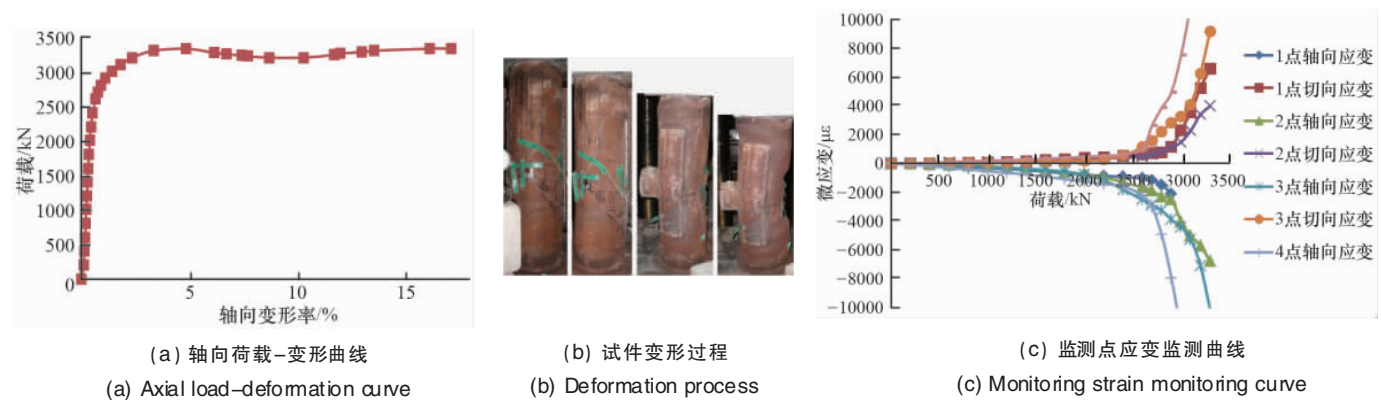 3500
3000
2500
2000
1500
1000
500
0
荷载/kN
5
10
15
轴向变形率/%
(a) 轴向荷载–变形曲线
(a) Axial load–deformation curve
(b) 试件变形过程
(b) Deformation process
10000
8000
6000
4000
2000
0
−2000
−4000
−6000
−8000
−10000
微应变/με
500 1000 1500 2000 2500 3000 3500
荷载/kN
1点轴向应变
1点切向应变
2点轴向应变
2点切向应变
3点轴向应变
3点切向应变
4点轴向应变
(c) 监测点应变监测曲线
(c) Monitoring strain monitoring curve